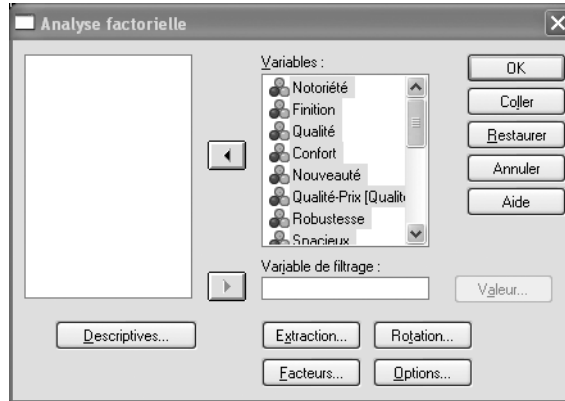 Analyse factorielle
Variables :
Notoriété
Finition
Qualité
Confort
Nouveauté
Qualité-Prix [Qualit
Robustesse
Spacieux
OK
Coller
Restaurer
Annuler
Aide
Variable de filtrage :
Valeur...
Descriptives...
Extraction...
Rotation...
Facteurs...
Options...